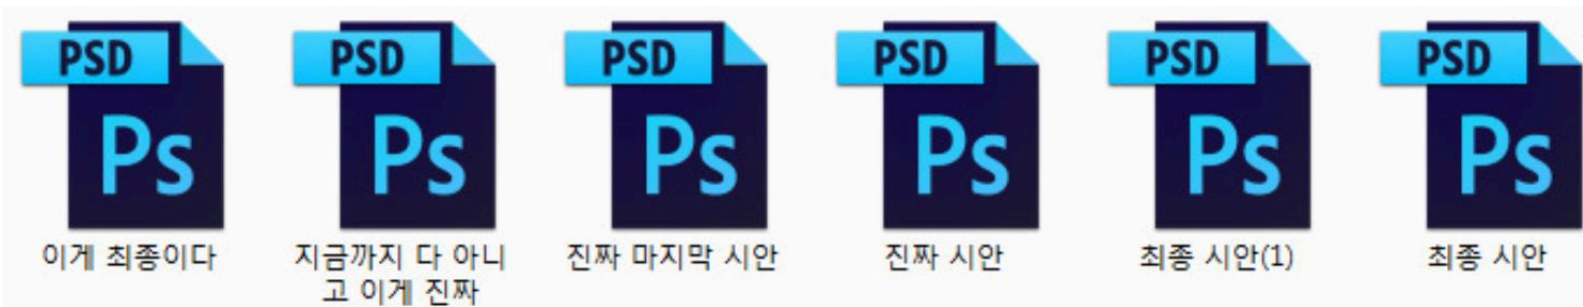 PSD PSD PSD PSD PSD PSD
Ps Ps Ps Ps Ps Ps
이게 최종이다 지금까지 다 아니 진짜 마지막 시안 진짜 시안 최종 시안(1) 최종 시안
고 이게 진짜